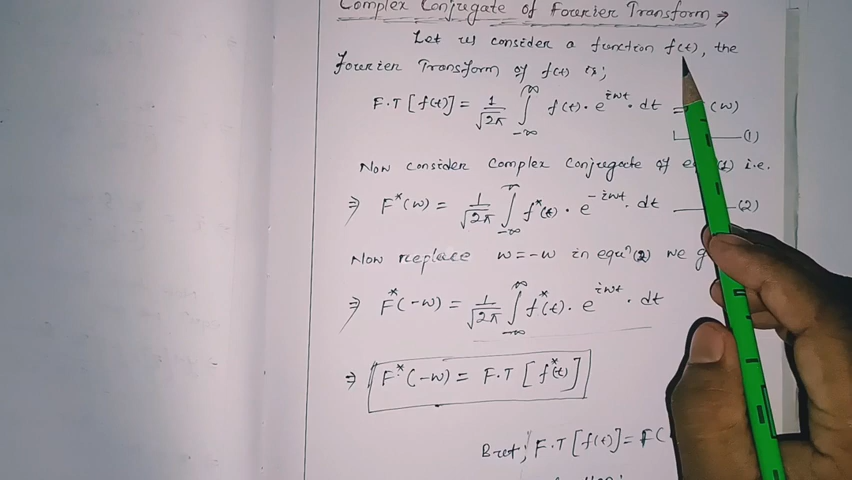 Complex Conjugate of Fourier Transform ⇒
Let us consider a function f(t), the
Fourier Transform of f(t) is;
F.T [f(t)] = 1/√2π ∫_{-∞}^{∞} f(t) · e^{iwt} · dt = (w)
(1)
Now consider complex conjugate of (1) i.e.
⇒ F*(w) = 1/√2π ∫_{-∞}^{∞} f*(t) · e^{-iwt} · dt (2)
Now replace w = -w in equⁿ(2) we
⇒ F*(-w) = 1/√2π ∫_{-∞}^{∞} f*(t) · e^{iwt} · dt
⇒ F*(-w) = F.T [f*(t)]
But; F.T [f(t)] = F(